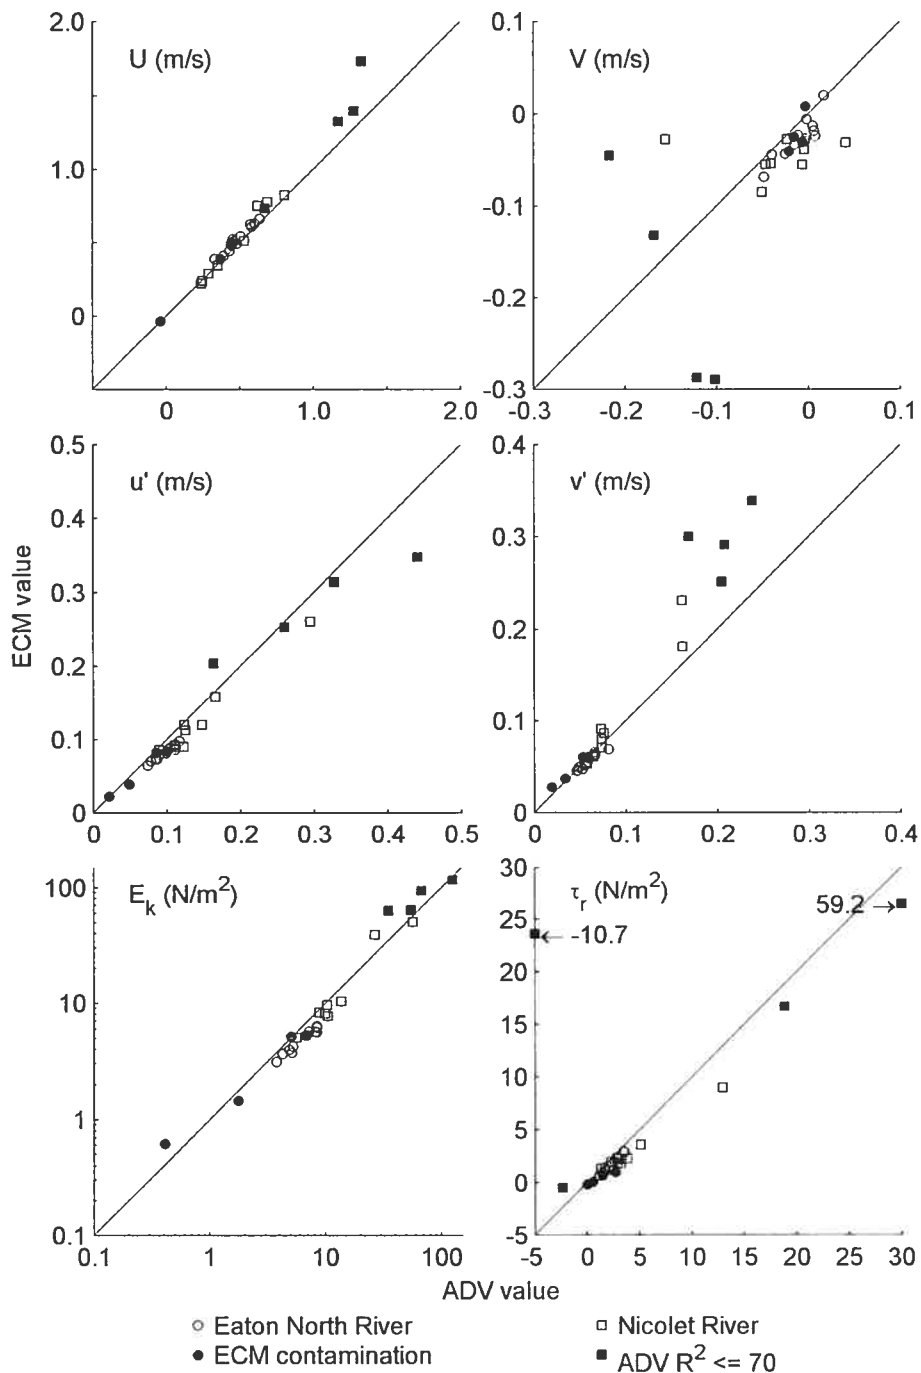 2.0
U (m/s)
1.0
0
0 1.0 2.0
0.1
V (m/s)
0
-0.1
-0.2
-0.3
-0.3 -0.2 -0.1 0 0.1
0.5
u' (m/s)
0.4
0.3
0.2
0.1
0
0 0.1 0.2 0.3 0.4 0.5
ECM value
0.4
v' (m/s)
0.3
0.2
0.1
0
0 0.1 0.2 0.3 0.4
100
E_k (N/m²)
10
1
0.1
0.1 1 10 100
30
τ_r (N/m²)
25
59.2
-10.7
20
15
10
5
0
-5
-5 0 5 10 15 20 25 30
ADV value
Eaton North River
Nicolet River
ECM contamination
ADV R² <= 70